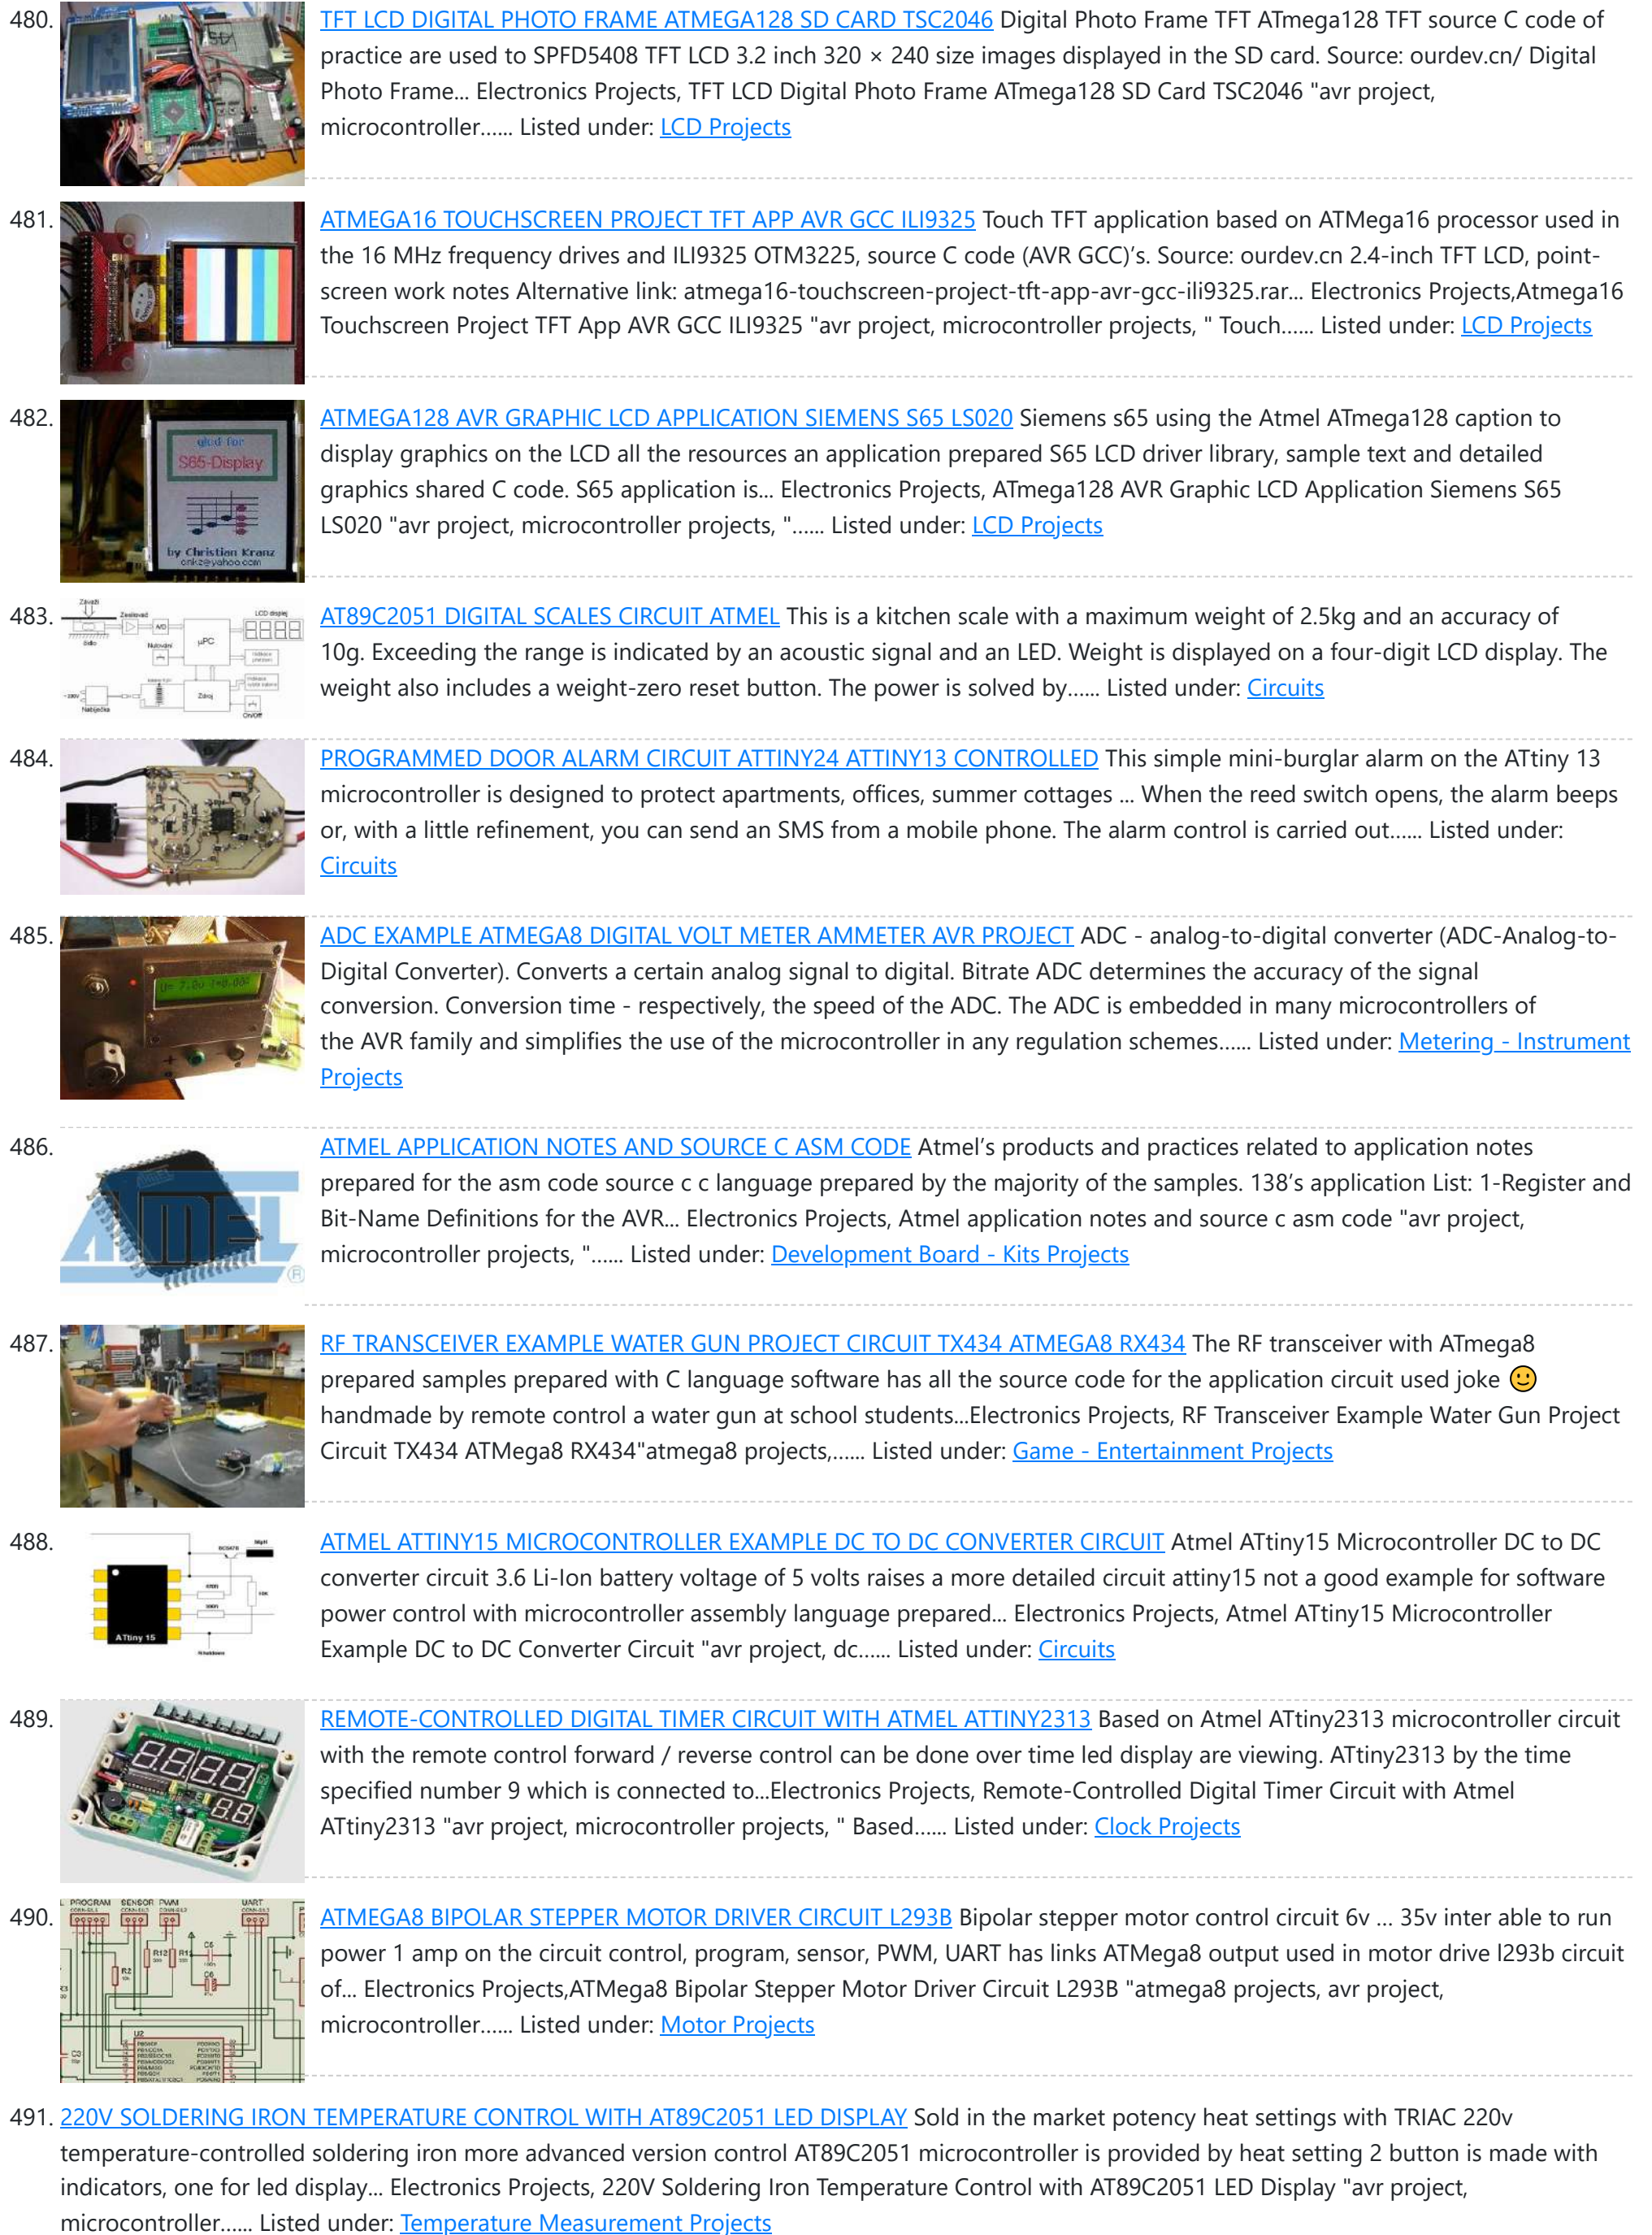 480. TFT LCD DIGITAL PHOTO FRAME ATMEGA128 SD CARD TSC2046 Digital Photo Frame TFT ATmega128 TFT source C code of
practice are used to SPFD5408 TFT LCD 3.2 inch 320 × 240 size images displayed in the SD card. Source: ourdev.cn/ Digital
Photo Frame... Electronics Projects, TFT LCD Digital Photo Frame ATmega128 SD Card TSC2046 "avr project,
microcontroller...... Listed under: LCD Projects
481. ATMEGA16 TOUCHSCREEN PROJECT TFT APP AVR GCC ILI9325 Touch TFT application based on ATMega16 processor used in
the 16 MHz frequency drives and ILI9325 OTM3225, source C code (AVR GCC)’s. Source: ourdev.cn 2.4-inch TFT LCD, point-
screen work notes Alternative link: atmega16-touchscreen-project-tft-app-avr-gcc-ili9325.rar... Electronics Projects,Atmega16
Touchscreen Project TFT App AVR GCC ILI9325 "avr project, microcontroller projects, " Touch...... Listed under: LCD Projects
glcd for
S65-Display
by Christian Kranz
482. ATMEGA128 AVR GRAPHIC LCD APPLICATION SIEMENS S65 LS020 Siemens s65 using the Atmel ATmega128 caption to
display graphics on the LCD all the resources an application prepared S65 LCD driver library, sample text and detailed
graphics shared C code. S65 application is... Electronics Projects, ATmega128 AVR Graphic LCD Application Siemens S65
LS020 "avr project, microcontroller projects, "...... Listed under: LCD Projects
Závaží
Zesilovač
A/D
LCD displej
čidlo
Nulování
µPC
Zdroj
Nabíječka
On/Off
483. AT89C2051 DIGITAL SCALES CIRCUIT ATMEL This is a kitchen scale with a maximum weight of 2.5kg and an accuracy of
10g. Exceeding the range is indicated by an acoustic signal and an LED. Weight is displayed on a four-digit LCD display. The
weight also includes a weight-zero reset button. The power is solved by...... Listed under: Circuits
484. PROGRAMMED DOOR ALARM CIRCUIT ATTINY24 ATTINY13 CONTROLLED This simple mini-burglar alarm on the ATtiny 13
microcontroller is designed to protect apartments, offices, summer cottages ... When the reed switch opens, the alarm beeps
or, with a little refinement, you can send an SMS from a mobile phone. The alarm control is carried out...... Listed under:
Circuits
485. ADC EXAMPLE ATMEGA8 DIGITAL VOLT METER AMMETER AVR PROJECT ADC - analog-to-digital converter (ADC-Analog-to-
Digital Converter). Converts a certain analog signal to digital. Bitrate ADC determines the accuracy of the signal
conversion. Conversion time - respectively, the speed of the ADC. The ADC is embedded in many microcontrollers of
the AVR family and simplifies the use of the microcontroller in any regulation schemes...... Listed under: Metering - Instrument
Projects
ATMEL ®
486. ATMEL APPLICATION NOTES AND SOURCE C ASM CODE Atmel’s products and practices related to application notes
prepared for the asm code source c c language prepared by the majority of the samples. 138’s application List: 1-Register and
Bit-Name Definitions for the AVR... Electronics Projects, Atmel application notes and source c asm code "avr project,
microcontroller projects, "...... Listed under: Development Board - Kits Projects
487. RF TRANSCEIVER EXAMPLE WATER GUN PROJECT CIRCUIT TX434 ATMEGA8 RX434 The RF transceiver with ATmega8
prepared samples prepared with C language software has all the source code for the application circuit used joke 🙂
handmade by remote control a water gun at school students...Electronics Projects, RF Transceiver Example Water Gun Project
Circuit TX434 ATMega8 RX434"atmega8 projects,...... Listed under: Game - Entertainment Projects
ATtiny 15
488. ATMEL ATTINY15 MICROCONTROLLER EXAMPLE DC TO DC CONVERTER CIRCUIT Atmel ATtiny15 Microcontroller DC to DC
converter circuit 3.6 Li-Ion battery voltage of 5 volts raises a more detailed circuit attiny15 not a good example for software
power control with microcontroller assembly language prepared... Electronics Projects, Atmel ATtiny15 Microcontroller
Example DC to DC Converter Circuit "avr project, dc...... Listed under: Circuits
489. REMOTE-CONTROLLED DIGITAL TIMER CIRCUIT WITH ATMEL ATTINY2313 Based on Atmel ATtiny2313 microcontroller circuit
with the remote control forward / reverse control can be done over time led display are viewing. ATtiny2313 by the time
specified number 9 which is connected to...Electronics Projects, Remote-Controlled Digital Timer Circuit with Atmel
ATtiny2313 "avr project, microcontroller projects, " Based...... Listed under: Clock Projects
PROGRAM SENSOR PWM UART
R2
C5
C6
U2
490. ATMEGA8 BIPOLAR STEPPER MOTOR DRIVER CIRCUIT L293B Bipolar stepper motor control circuit 6v ... 35v inter able to run
power 1 amp on the circuit control, program, sensor, PWM, UART has links ATMega8 output used in motor drive l293b circuit
of... Electronics Projects,ATMega8 Bipolar Stepper Motor Driver Circuit L293B "atmega8 projects, avr project,
microcontroller...... Listed under: Motor Projects
491. 220V SOLDERING IRON TEMPERATURE CONTROL WITH AT89C2051 LED DISPLAY Sold in the market potency heat settings with TRIAC 220v
temperature-controlled soldering iron more advanced version control AT89C2051 microcontroller is provided by heat setting 2 button is made with
indicators, one for led display... Electronics Projects, 220V Soldering Iron Temperature Control with AT89C2051 LED Display "avr project,
microcontroller...... Listed under: Temperature Measurement Projects